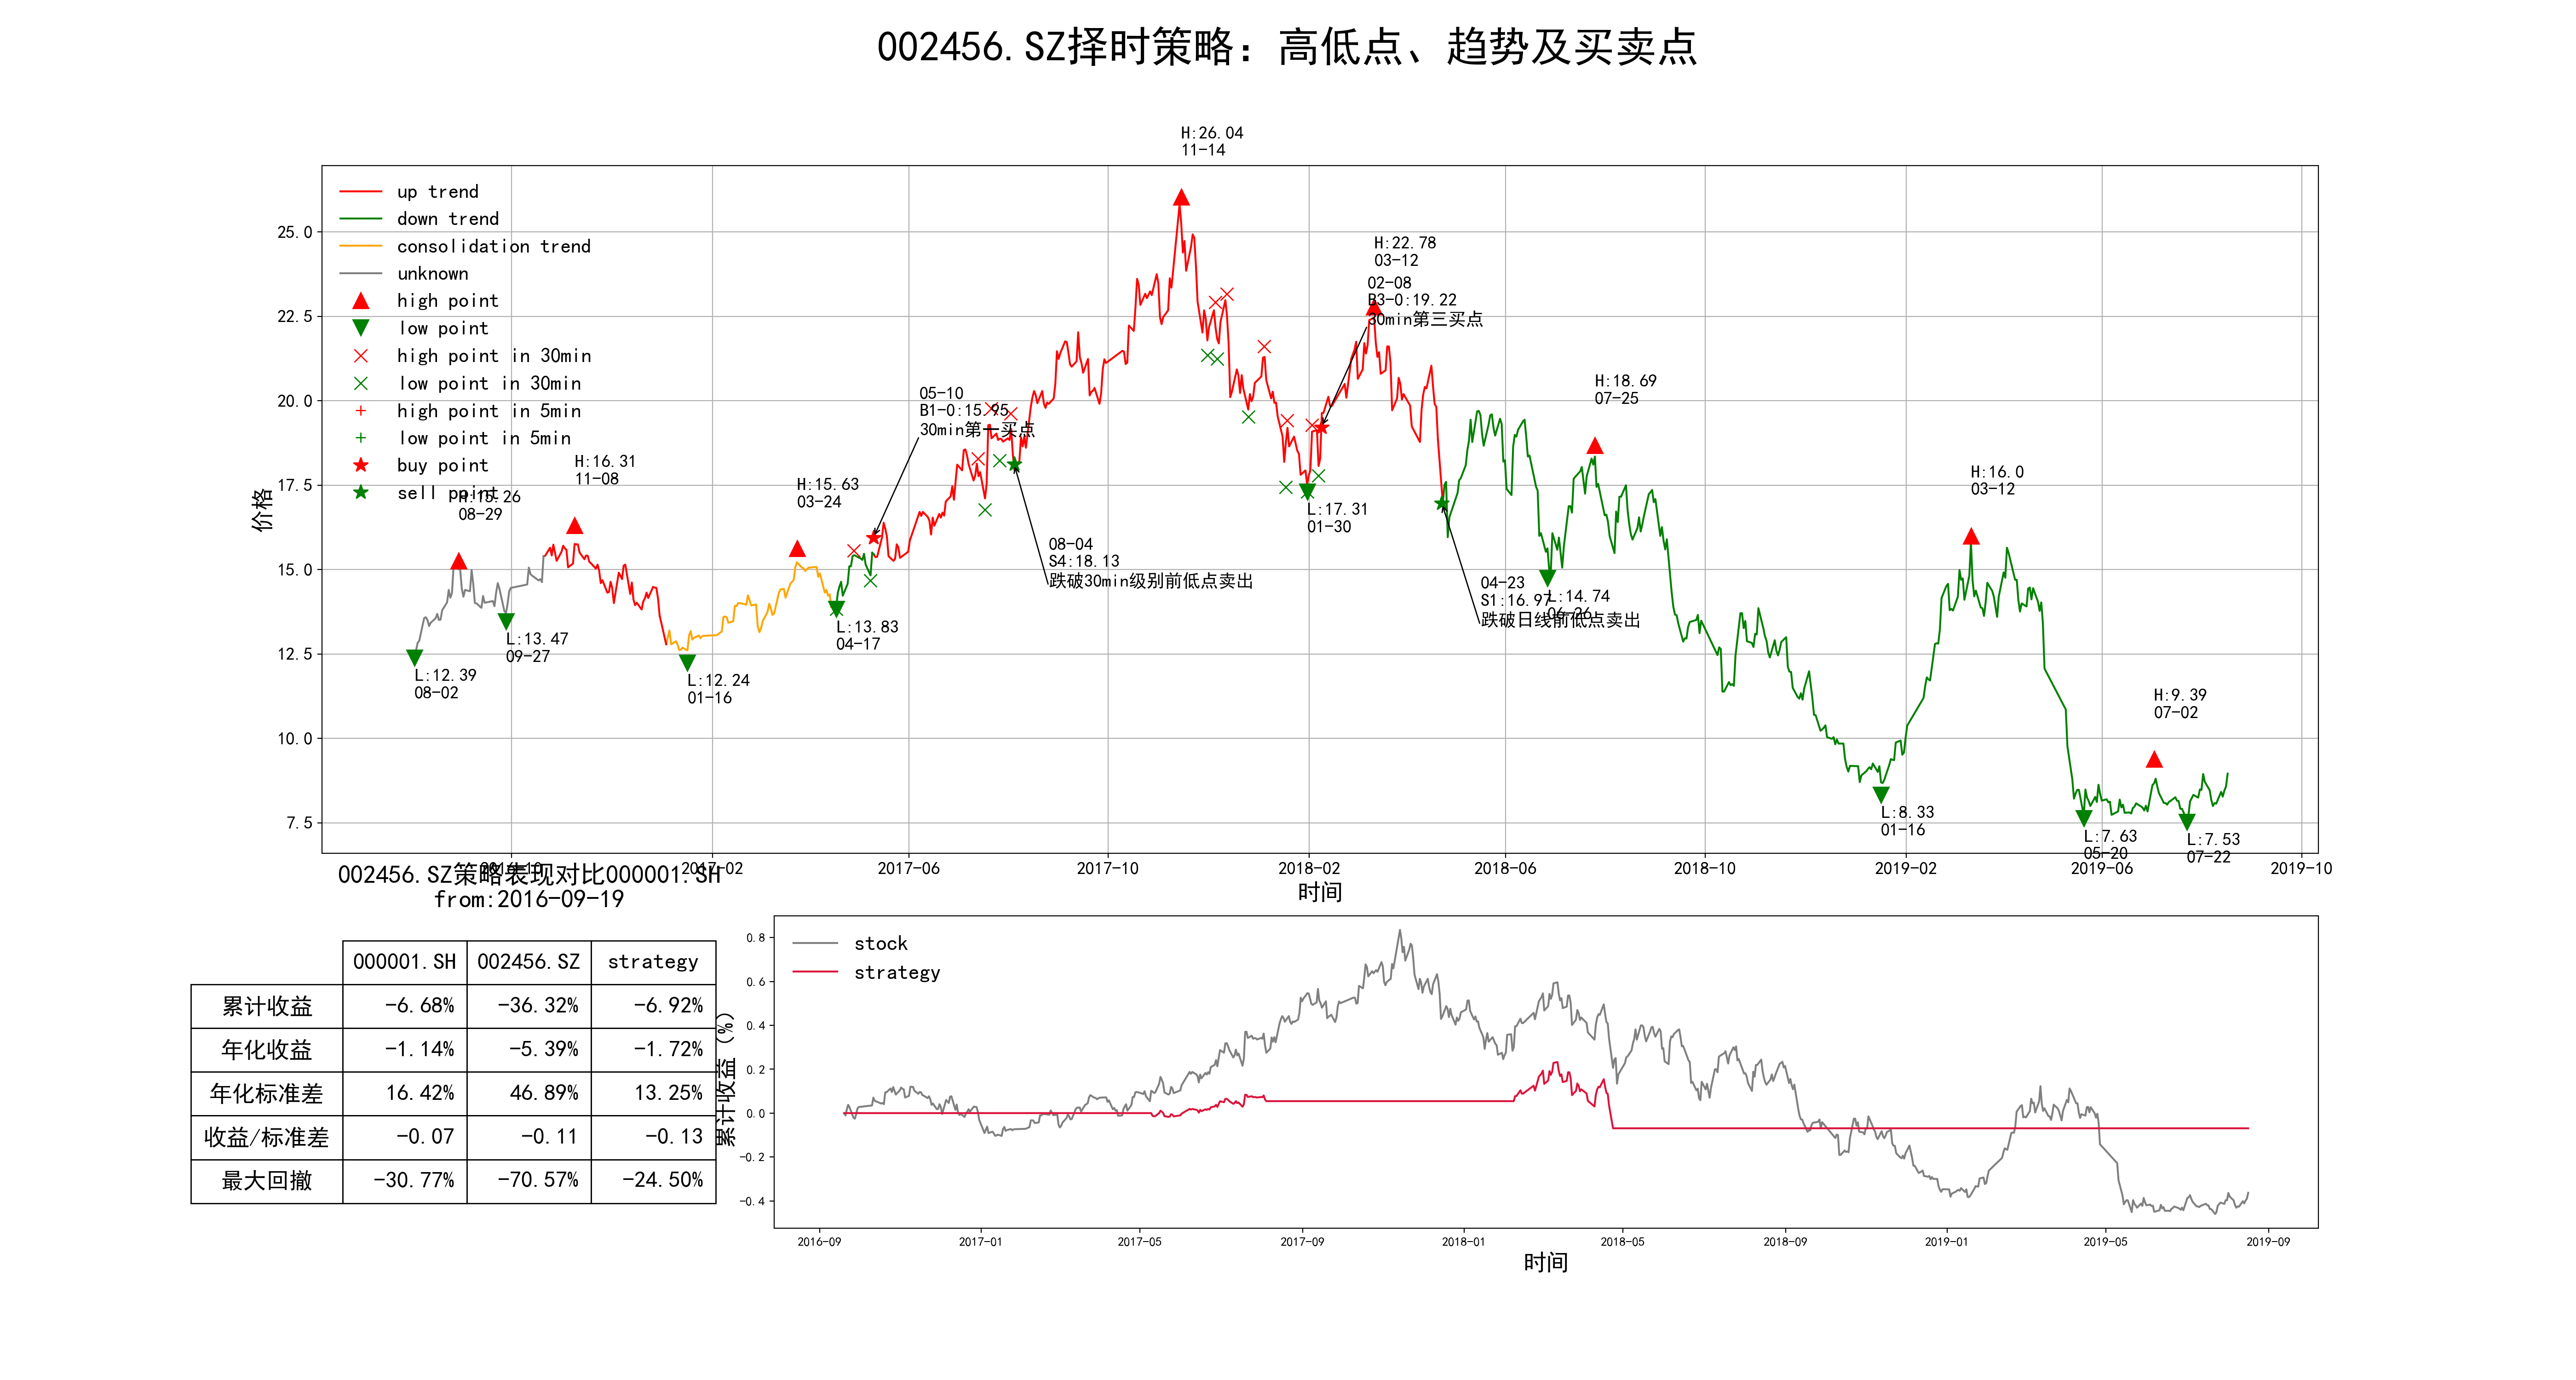 002456.SZ择时策略：高低点、趋势及买卖点
H:26.04
11-14
up trend
down trend
consolidation trend
unknown
high point
low point
high point in 30min
low point in 30min
high point in 5min
low point in 5min
buy point
sell point
H:22.78
03-12
02-08
B3-0:19.22
30min第三买点
H:18.69
07-25
05-10
B1-0:15.95
30min第一买点
H:16.31
11-08
H:15.26
08-29
H:15.63
03-24
H:16.0
03-12
L:17.31
01-30
08-04
S4:18.13
跌破30min级别前低点卖出
04-23
S1:16.97
跌破日线前低点卖出
L:14.74
06-26
L:13.83
04-17
L:13.47
09-27
L:12.39
08-02
L:12.24
01-16
H:9.39
07-02
L:8.33
01-16
L:7.63
05-20
L:7.53
07-22
价格
25.0
22.5
20.0
17.5
15.0
12.5
10.0
7.5
2016-10
2017-02
2017-06
2017-10
2018-02
2018-06
2018-10
2019-02
2019-06
2019-10
时间
002456.SZ策略表现对比000001.SH
from:2016-09-19
000001.SH 002456.SZ strategy
累计收益 -6.68% -36.32% -6.92%
年化收益 -1.14% -5.39% -1.72%
年化标准差 16.42% 46.89% 13.25%
收益/标准差 -0.07 -0.11 -0.13
最大回撤 -30.77% -70.57% -24.50%
stock
strategy
累计收益（%）
0.8
0.6
0.4
0.2
0.0
-0.2
-0.4
2016-09
2017-01
2017-05
2017-09
2018-01
2018-05
2018-09
2019-01
2019-05
2019-09
时间